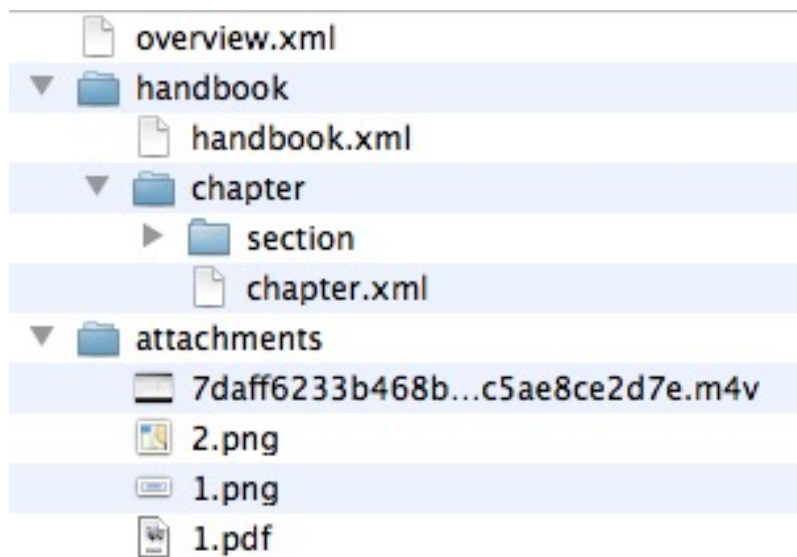 overview.xml
handbook
handbook.xml
chapter
section
chapter.xml
attachments
7daff6233b468b...c5ae8ce2d7e.m4v
2.png
1.png
1.pdf